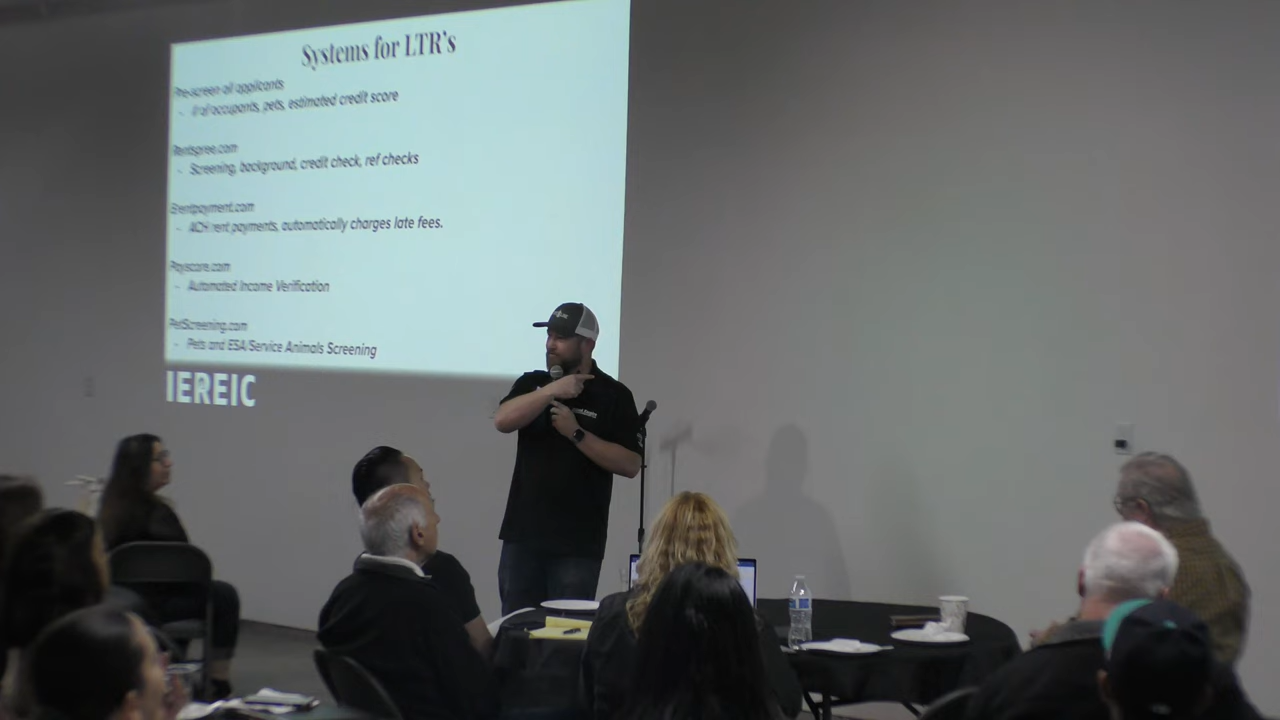 Systems for LTR's
Pre-screen all applicants
- # of occupants, pets, estimated credit score
Rentspree.com
- Screening, background, credit check, ref checks
Erentpayment.com
- ACH rent payments, automatically charges late fees.
Payscore.com
- Automated Income Verification
PetScreening.com
- Pets and ESA/Service Animals Screening
IEREIC